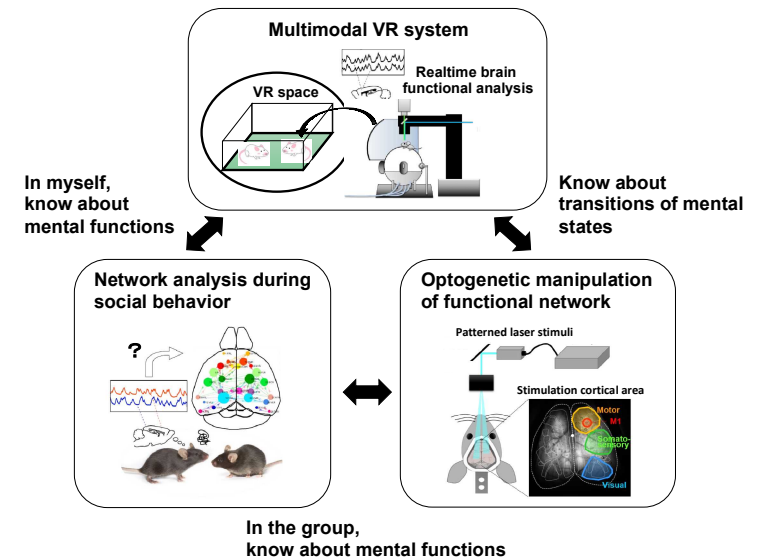 Multimodal VR system
Realtime brain
functional analysis
VR space
In myself,
know about
mental functions
Know about
transitions of mental
states
Network analysis during
social behavior
?
Optogenetic manipulation
of functional network
Patterned laser stimuli
Stimulation cortical area
Motor
M1
Somato-
sensory
Visual
In the group,
know about mental functions